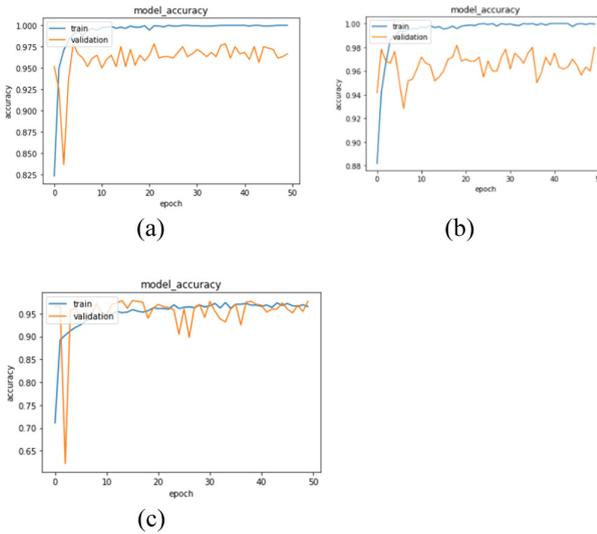 model_accuracy
train
validation
1.000
0.975
0.950
0.925
0.900
0.875
0.850
0.825
accuracy
0 10 20 30 40 50
epoch
(a)
model_accuracy
train
validation
1.00
0.98
0.96
0.94
0.92
0.90
0.88
accuracy
0 10 20 30 40 50
epoch
(b)
model_accuracy
train
validation
0.95
0.90
0.85
0.80
0.75
0.70
0.65
accuracy
0 10 20 30 40 50
epoch
(c)